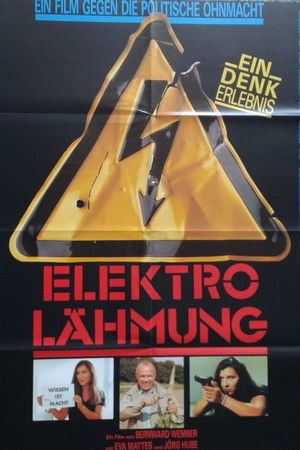 EIN FILM GEGEN DIE POLITISCHE OHNMACHT
EIN
DENK
ERLEBNIS
ELEKTRO
LÄHMUNG
WISSEN
IST
MACHT
Ein Film von BERNWARD WEMBER
mit EVA MATTES und JÖRG HUBE